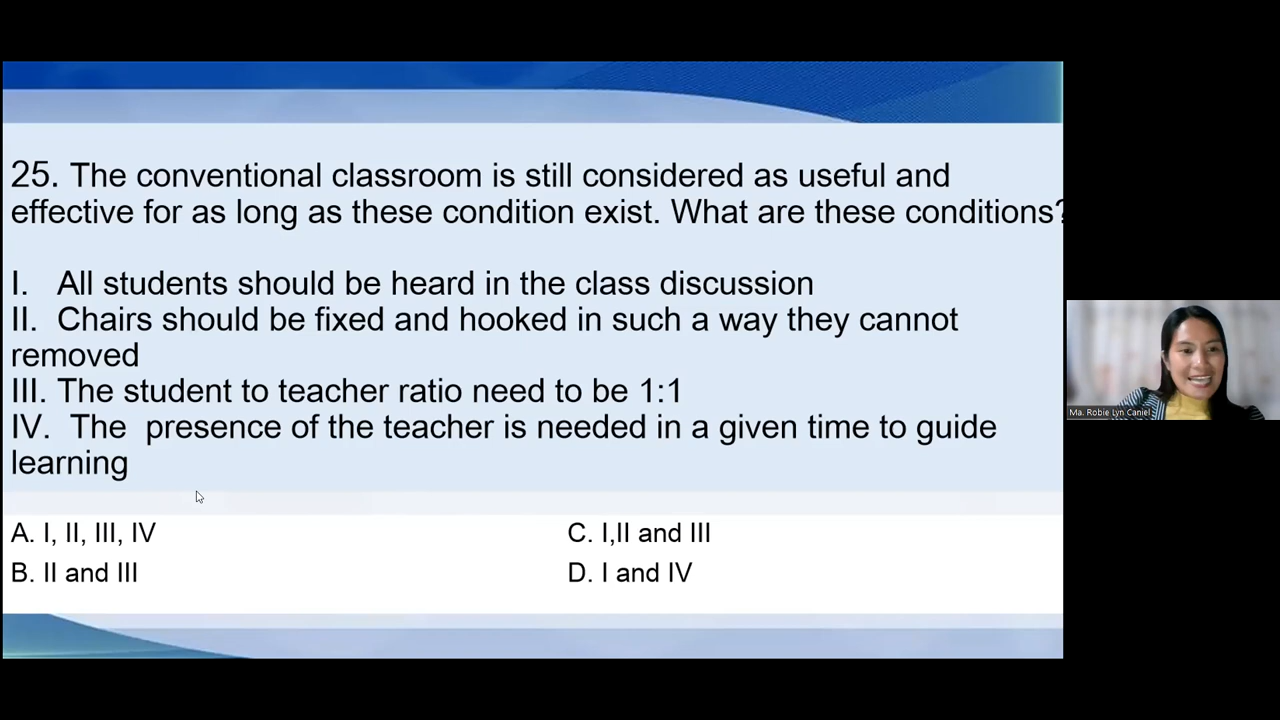 25. The conventional classroom is still considered as useful and
effective for as long as these condition exist. What are these conditions?
I. All students should be heard in the class discussion
II. Chairs should be fixed and hooked in such a way they cannot
removed
III. The student to teacher ratio need to be 1:1
IV. The presence of the teacher is needed in a given time to guide
learning
A. I, II, III, IV
B. II and III
C. I,II and III
D. I and IV
Ma. Robie Lyn Caniel